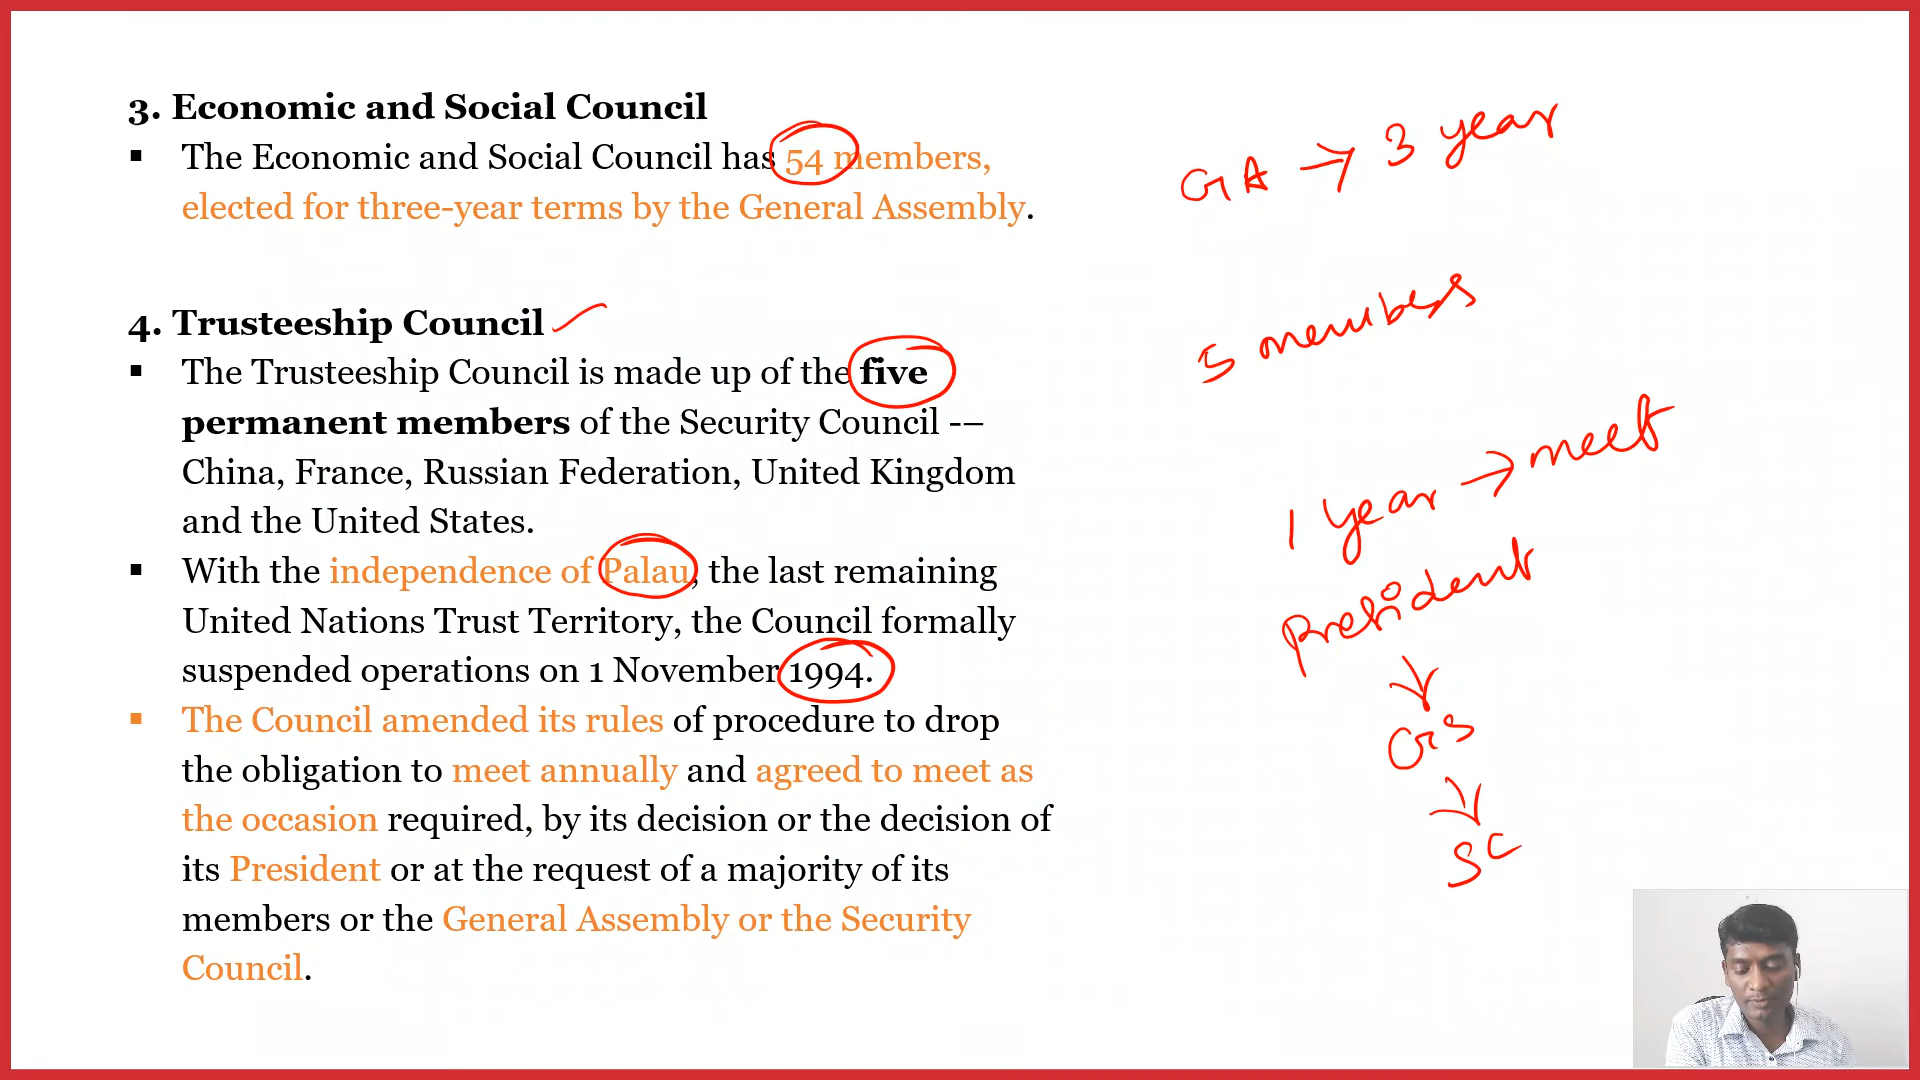 3. Economic and Social Council
▪ The Economic and Social Council has 54 members,
elected for three-year terms by the General Assembly.
4. Trusteeship Council
▪ The Trusteeship Council is made up of the five
permanent members of the Security Council -–
China, France, Russian Federation, United Kingdom
and the United States.
▪ With the independence of Palau, the last remaining
United Nations Trust Territory, the Council formally
suspended operations on 1 November 1994.
▪ The Council amended its rules of procedure to drop
the obligation to meet annually and agreed to meet as
the occasion required, by its decision or the decision of
its President or at the request of a majority of its
members or the General Assembly or the Security
Council.
GA → 3 year
5 members
1 year → meet
President
GS
SC